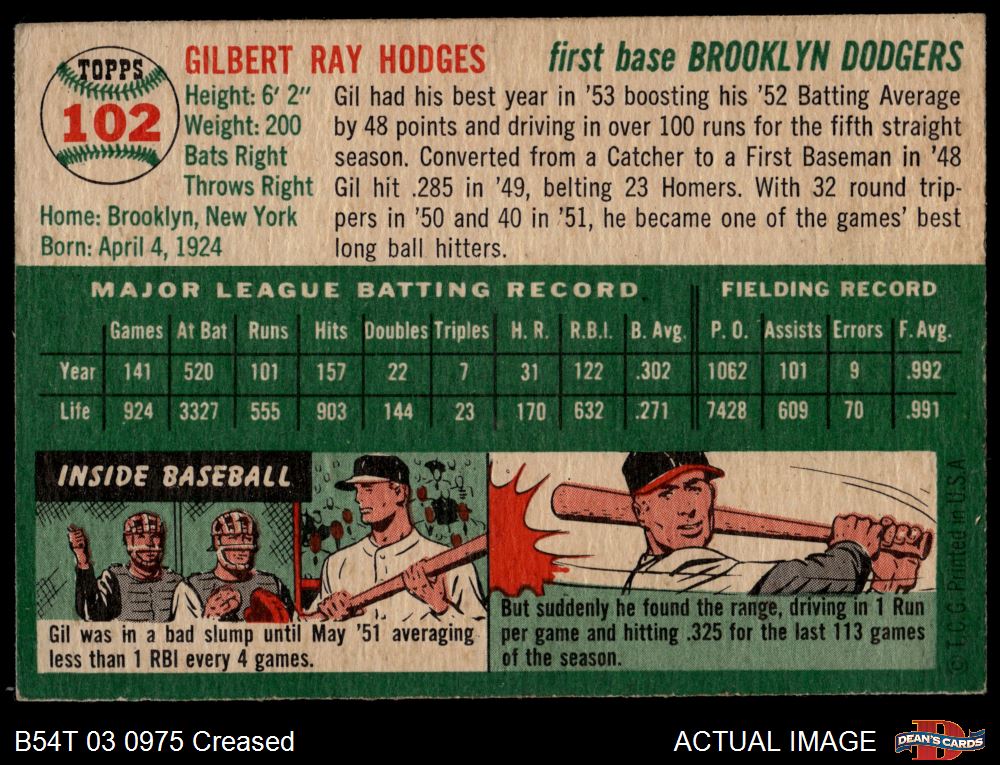 TOPPS
102
GILBERT RAY HODGES
first base BROOKLYN DODGERS
Height: 6' 2"
Weight: 200
Bats Right
Throws Right
Home: Brooklyn, New York
Born: April 4, 1924
Gil had his best year in '53 boosting his '52 Batting Average
by 48 points and driving in over 100 runs for the fifth straight
season. Converted from a Catcher to a First Baseman in '48
Gil hit .285 in '49, belting 23 Homers. With 32 round trip-
pers in '50 and 40 in '51, he became one of the games' best
long ball hitters.
MAJOR LEAGUE BATTING RECORD FIELDING RECORD
Games At Bat Runs Hits Doubles Triples H. R. R.B.I. B. Avg. P. O. Assists Errors F. Avg.
Year 141 520 101 157 22 7 31 122 .302 1062 101 9 .992
Life 924 3327 555 903 144 23 170 632 .271 7428 609 70 .991
INSIDE BASEBALL
Gil was in a bad slump until May '51 averaging
less than 1 RBI every 4 games.
But suddenly he found the range, driving in 1 Run
per game and hitting .325 for the last 113 games
of the season.
© T.C.G. Printed in U.S.A
B54T 03 0975 Creased
ACTUAL IMAGE
DEAN'S CARDS